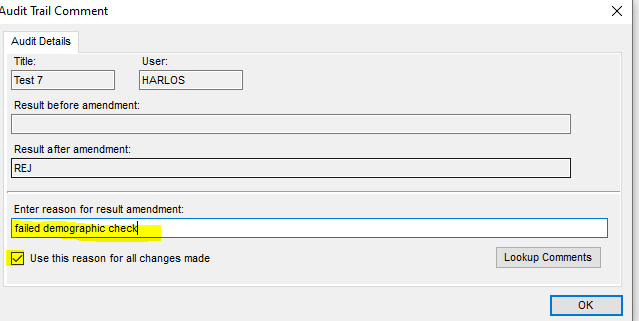 Audit Trail Comment
Audit Details
Title: User:
Test 7 HARLOS
Result before amendment:
Result after amendment:
REJ
Enter reason for result amendment:
failed demographic check
Use this reason for all changes made Lookup Comments
OK